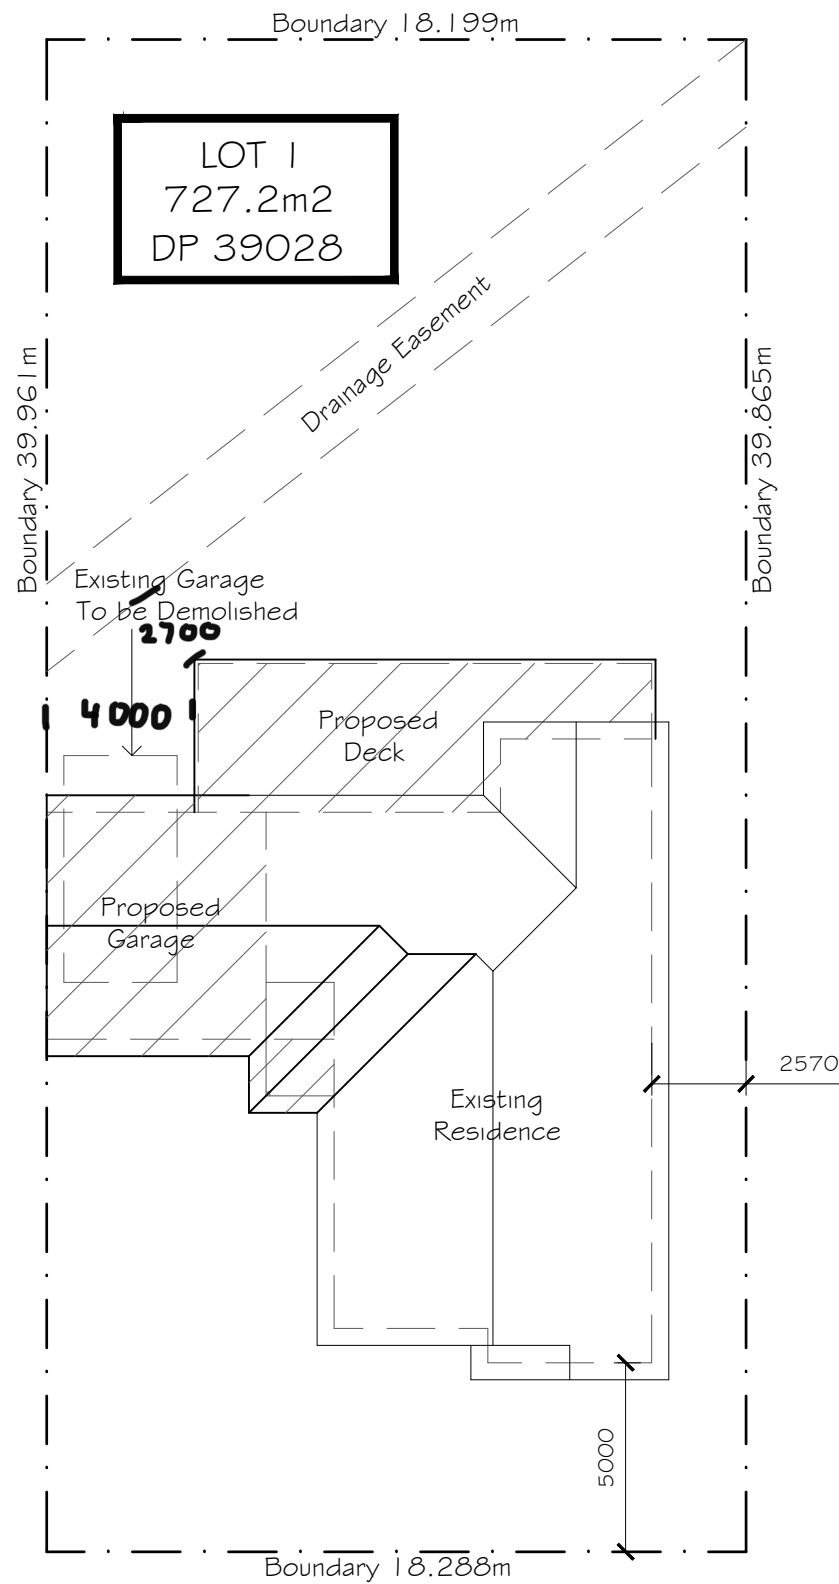 Boundary 18.199m
LOT 1
727.2m2
DP 39028
Drainage Easement
Boundary 39.961m
Boundary 39.865m
Existing Garage
To be Demolished
2700
4000
Proposed
Deck
Proposed
Garage
2570
Existing
Residence
5000
Boundary 18.288m